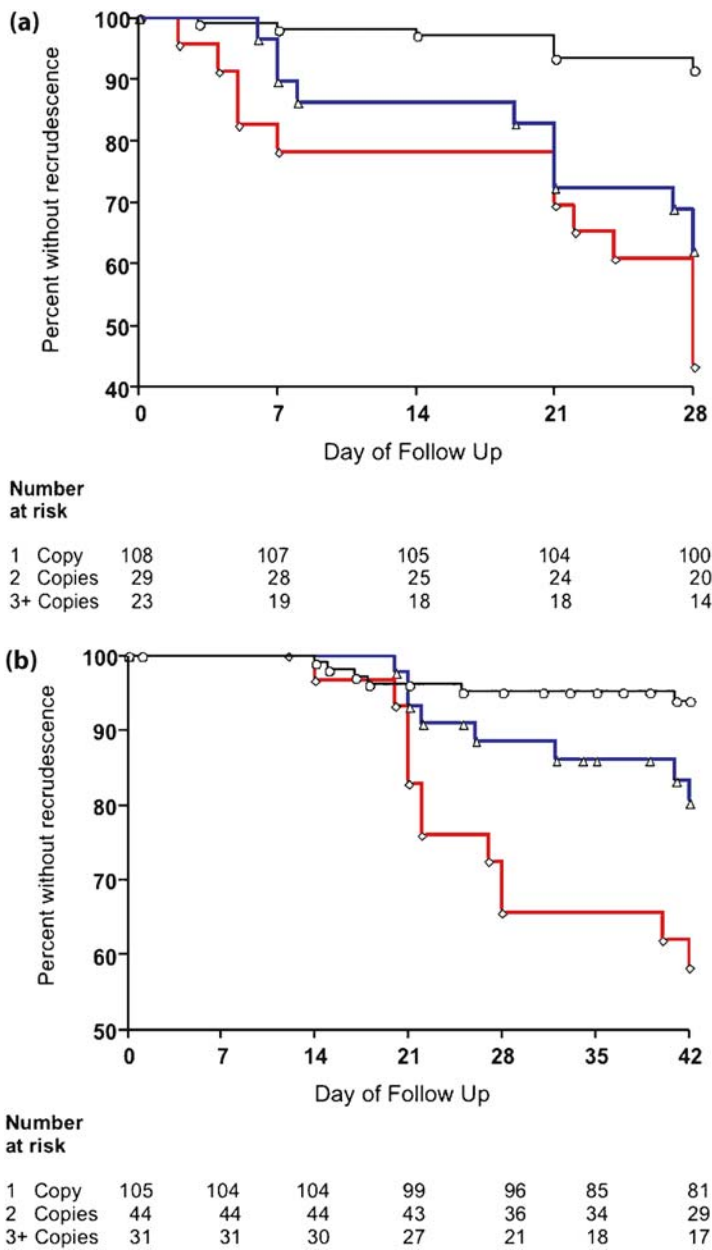 (a)
100
90
80
70
60
50
40
Percent without recrudescence
0 7 14 21 28
Day of Follow Up
Number
at risk
1 Copy 108 107 105 104 100
2 Copies 29 28 25 24 20
3+ Copies 23 19 18 18 14
(b)
100
90
80
70
60
50
Percent without recrudescence
0 7 14 21 28 35 42
Day of Follow Up
Number
at risk
1 Copy 105 104 104 99 96 85 81
2 Copies 44 44 44 43 36 34 29
3+ Copies 31 31 30 27 21 18 17